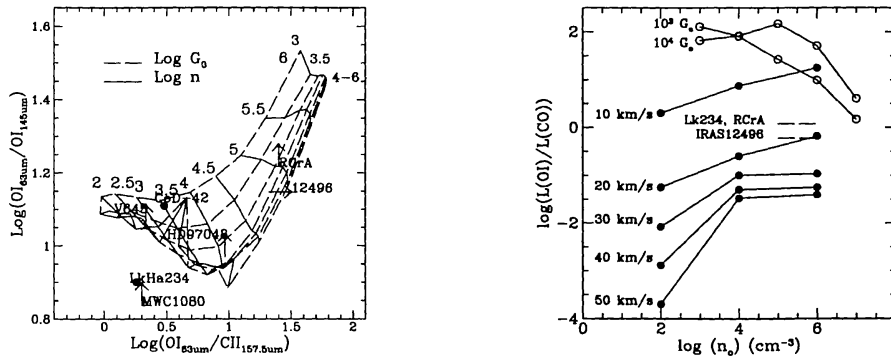 1.6
1.4
1.2
1
0.8
Log(OI63um/OI145um)
Log G0
Log n
3
6
3.5
4-6
5.5
5
4.5
4
3.5
3
2.5
2
V645
CoD-42
RCrA
12496
HD97048
LkHa234
MWC1080
0
0.5
1
1.5
2
Log(OI63um/CII157.5um)
2
0
-2
-4
log(L(OI)/L(CO))
10³ G0
10⁴ G0
10 km/s
Lk234, RCrA
IRAS12496
20 km/s
30 km/s
40 km/s
50 km/s
0
2
4
6
8
log (n0) (cm⁻³)